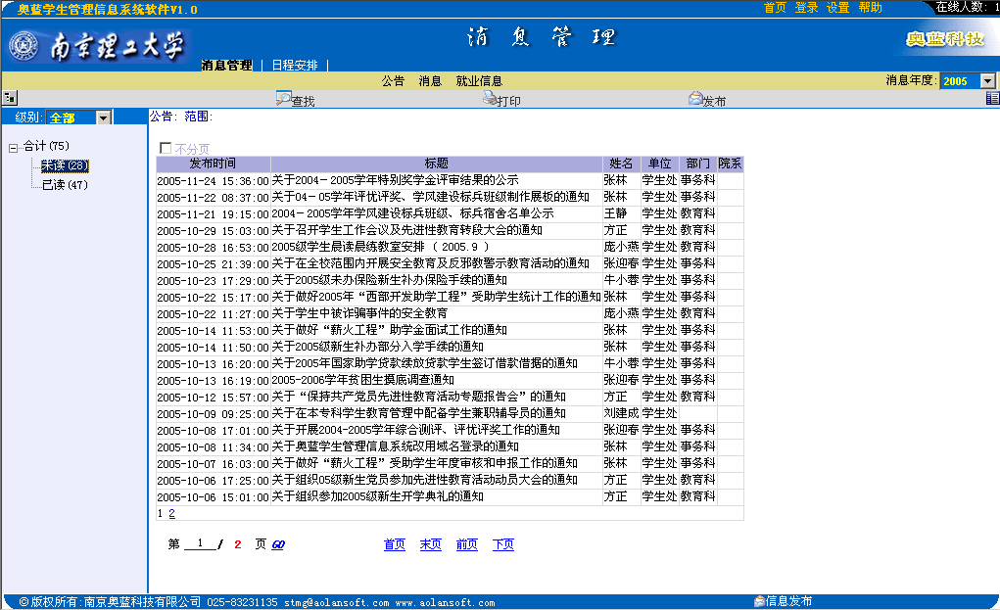 奥蓝学生管理信息系统软件V1.0 首页 登录 设置 帮助 在线人数: 1
南京理工大学 消 息 管 理 奥蓝科技
消息管理 | 日程安排 |
公告 消息 就业信息 消息年度: 2005
查找 打印 发布
级别: 全部 公告: 范围:
合计(75)
未读(28)
已读(47)
不分页
发布时间 标题 姓名 单位 部门 院系
2005-11-24 15:36:00 关于2004－2005学年特别奖学金评审结果的公示 张林 学生处 事务科
2005-11-22 08:37:00 关于04－05学年评优评奖、学风建设标兵班级制作展板的通知 张林 学生处 事务科
2005-11-21 19:15:00 2004－2005学年学风建设标兵班级、标兵宿舍名单公示 王静 学生处 教育科
2005-10-29 15:03:00 关于召开学生工作会议及先进性教育转段大会的通知 方正 学生处 教育科
2005-10-28 16:53:00 2005级学生晨读晨练教室安排 （ 2005.9 ） 庞小燕 学生处 教育科
2005-10-25 21:39:00 关于在全校范围内开展安全教育及反邪教警示教育活动的通知 张迎春 学生处 事务科
2005-10-23 17:29:00 关于2005级未办保险新生补办保险手续的通知 牛小蓉 学生处 事务科
2005-10-22 15:17:00 关于做好2005年“西部开发助学工程”受助学生统计工作的通知 张林 学生处 事务科
2005-10-22 11:27:00 关于学生中被诈骗事件的安全教育 庞小燕 学生处 教育科
2005-10-14 11:53:00 关于做好“薪火工程”助学金面试工作的通知 张林 学生处 事务科
2005-10-14 11:50:00 关于2005级新生补办部分入学手续的通知 张林 学生处 事务科
2005-10-13 16:20:00 关于2005年国家助学贷款续放贷款学生签订借款借据的通知 牛小蓉 学生处 事务科
2005-10-13 16:19:00 2005-2006学年贫困生摸底调查通知 张迎春 学生处 事务科
2005-10-12 15:57:00 关于“保持共产党员先进性教育活动专题报告会”的通知 方正 学生处 教育科
2005-10-09 09:25:00 关于在本专科学生教育管理中配备学生兼职辅导员的通知 刘建成 学生处
2005-10-08 17:01:00 关于开展2004-2005学年综合测评、评优评奖工作的通知 张迎春 学生处 事务科
2005-10-08 11:34:00 关于奥蓝学生管理信息系统改用域名登录的通知 张林 学生处 事务科
2005-10-07 16:03:00 关于做好“薪火工程”受助学生年度审核和申报工作的通知 张林 学生处 事务科
2005-10-06 17:25:00 关于组织05级新生党员参加先进性教育活动动员大会的通知 方正 学生处 教育科
2005-10-06 15:01:00 关于组织参加2005级新生开学典礼的通知 方正 学生处 教育科
1 2
第 1 / 2 页 GO 首页 末页 前页 下页
©版权所有:南京奥蓝科技有限公司 025-83231135 stmg@aolansoft.com www.aolansoft.com 信息发布